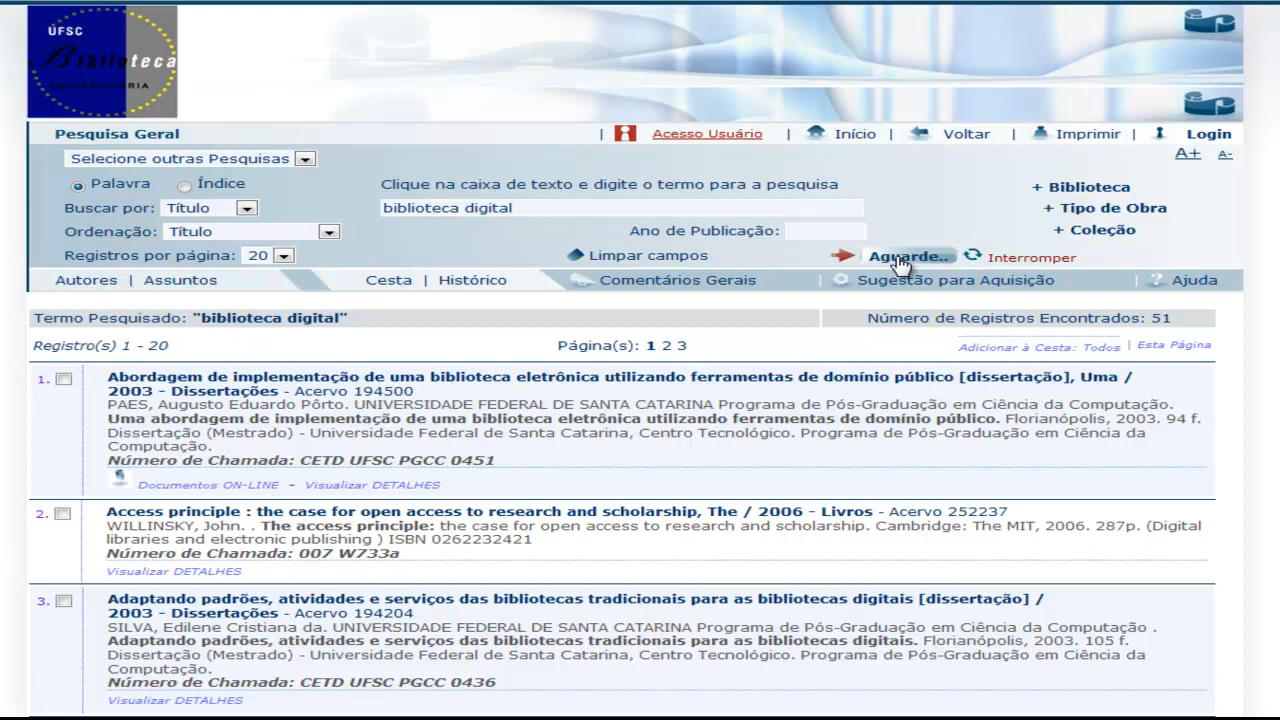 UFSC
Biblioteca
UNIVERSITÁRIA
Pesquisa Geral | Acesso Usuário | Início | Voltar | Imprimir | Login
A+ A-
Selecione outras Pesquisas
Palavra Índice Clique na caixa de texto e digite o termo para a pesquisa + Biblioteca
Buscar por: Título biblioteca digital + Tipo de Obra
Ordenação: Título Ano de Publicação: + Coleção
Registros por página: 20 Limpar campos Aguarde.. Interromper
Autores | Assuntos Cesta | Histórico Comentários Gerais | Sugestão para Aquisição | Ajuda
Termo Pesquisado: "biblioteca digital" Número de Registros Encontrados: 51
Registro(s) 1 - 20 Página(s): 1 2 3 Adicionar à Cesta: Todos | Esta Página
1. Abordagem de implementação de uma biblioteca eletrônica utilizando ferramentas de domínio público [dissertação], Uma /
2003 - Dissertações - Acervo 194500
PAES, Augusto Eduardo Pôrto. UNIVERSIDADE FEDERAL DE SANTA CATARINA Programa de Pós-Graduação em Ciência da Computação.
Uma abordagem de implementação de uma biblioteca eletrônica utilizando ferramentas de domínio público. Florianópolis, 2003. 94 f.
Dissertação (Mestrado) - Universidade Federal de Santa Catarina, Centro Tecnológico. Programa de Pós-Graduação em Ciência da
Computação.
Número de Chamada: CETD UFSC PGCC 0451
Documentos ON-LINE - Visualizar DETALHES
2. Access principle : the case for open access to research and scholarship, The / 2006 - Livros - Acervo 252237
WILLINSKY, John. . The access principle: the case for open access to research and scholarship. Cambridge: The MIT, 2006. 287p. (Digital
libraries and electronic publishing ) ISBN 0262232421
Número de Chamada: 007 W733a
Visualizar DETALHES
3. Adaptando padrões, atividades e serviços das bibliotecas tradicionais para as bibliotecas digitais [dissertação] /
2003 - Dissertações - Acervo 194204
SILVA, Edilene Cristiana da. UNIVERSIDADE FEDERAL DE SANTA CATARINA Programa de Pós-Graduação em Ciência da Computação .
Adaptando padrões, atividades e serviços das bibliotecas tradicionais para as bibliotecas digitais. Florianópolis, 2003. 105 f.
Dissertação (Mestrado) - Universidade Federal de Santa Catarina, Centro Tecnológico. Programa de Pós-Graduação em Ciência da
Computação.
Número de Chamada: CETD UFSC PGCC 0436
Visualizar DETALHES